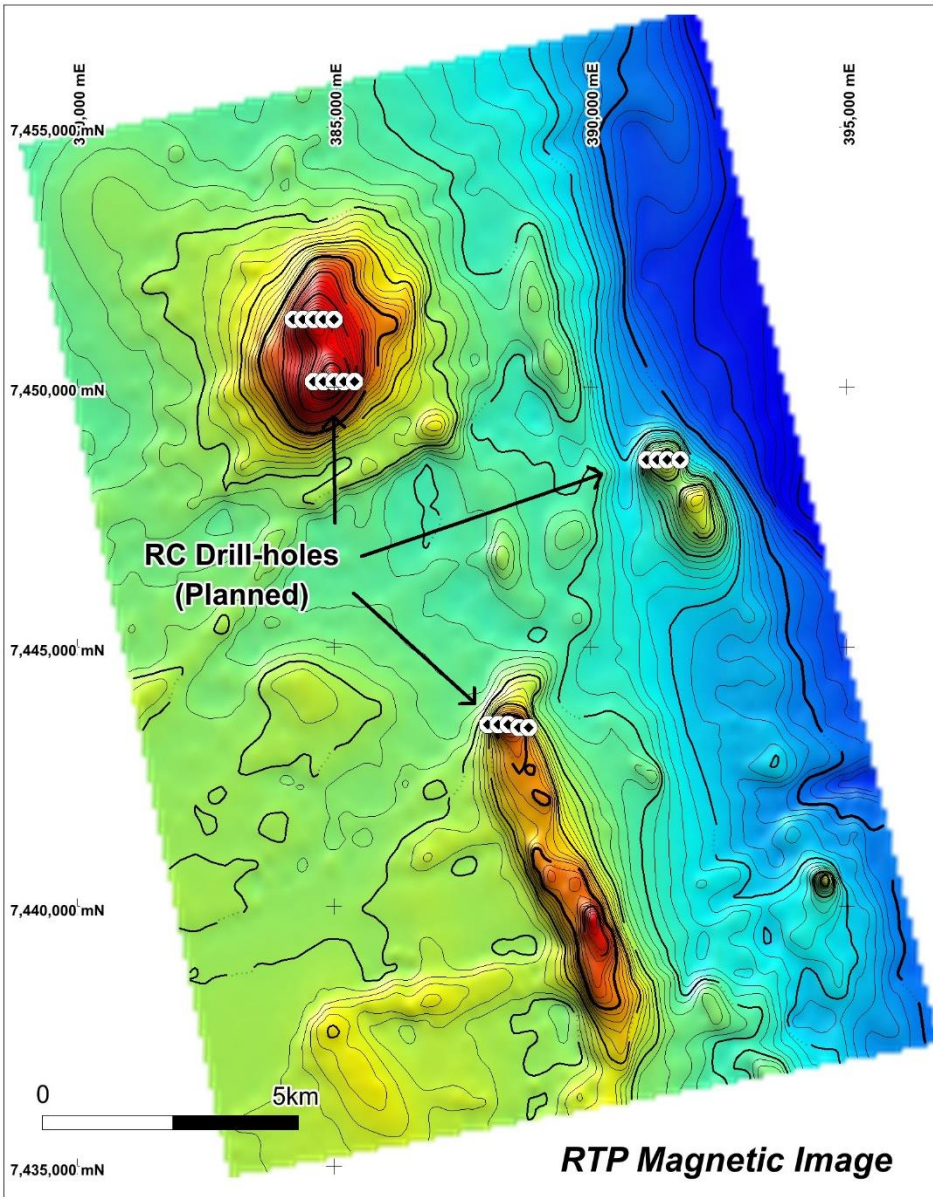 385,000 mE
390,000 mE
395,000 mE
7,455,000 mN
7,450,000 mN
RC Drill-holes
(Planned)
7,445,000 mN
7,440,000 mN
0
5km
7,435,000 mN
RTP Magnetic Image